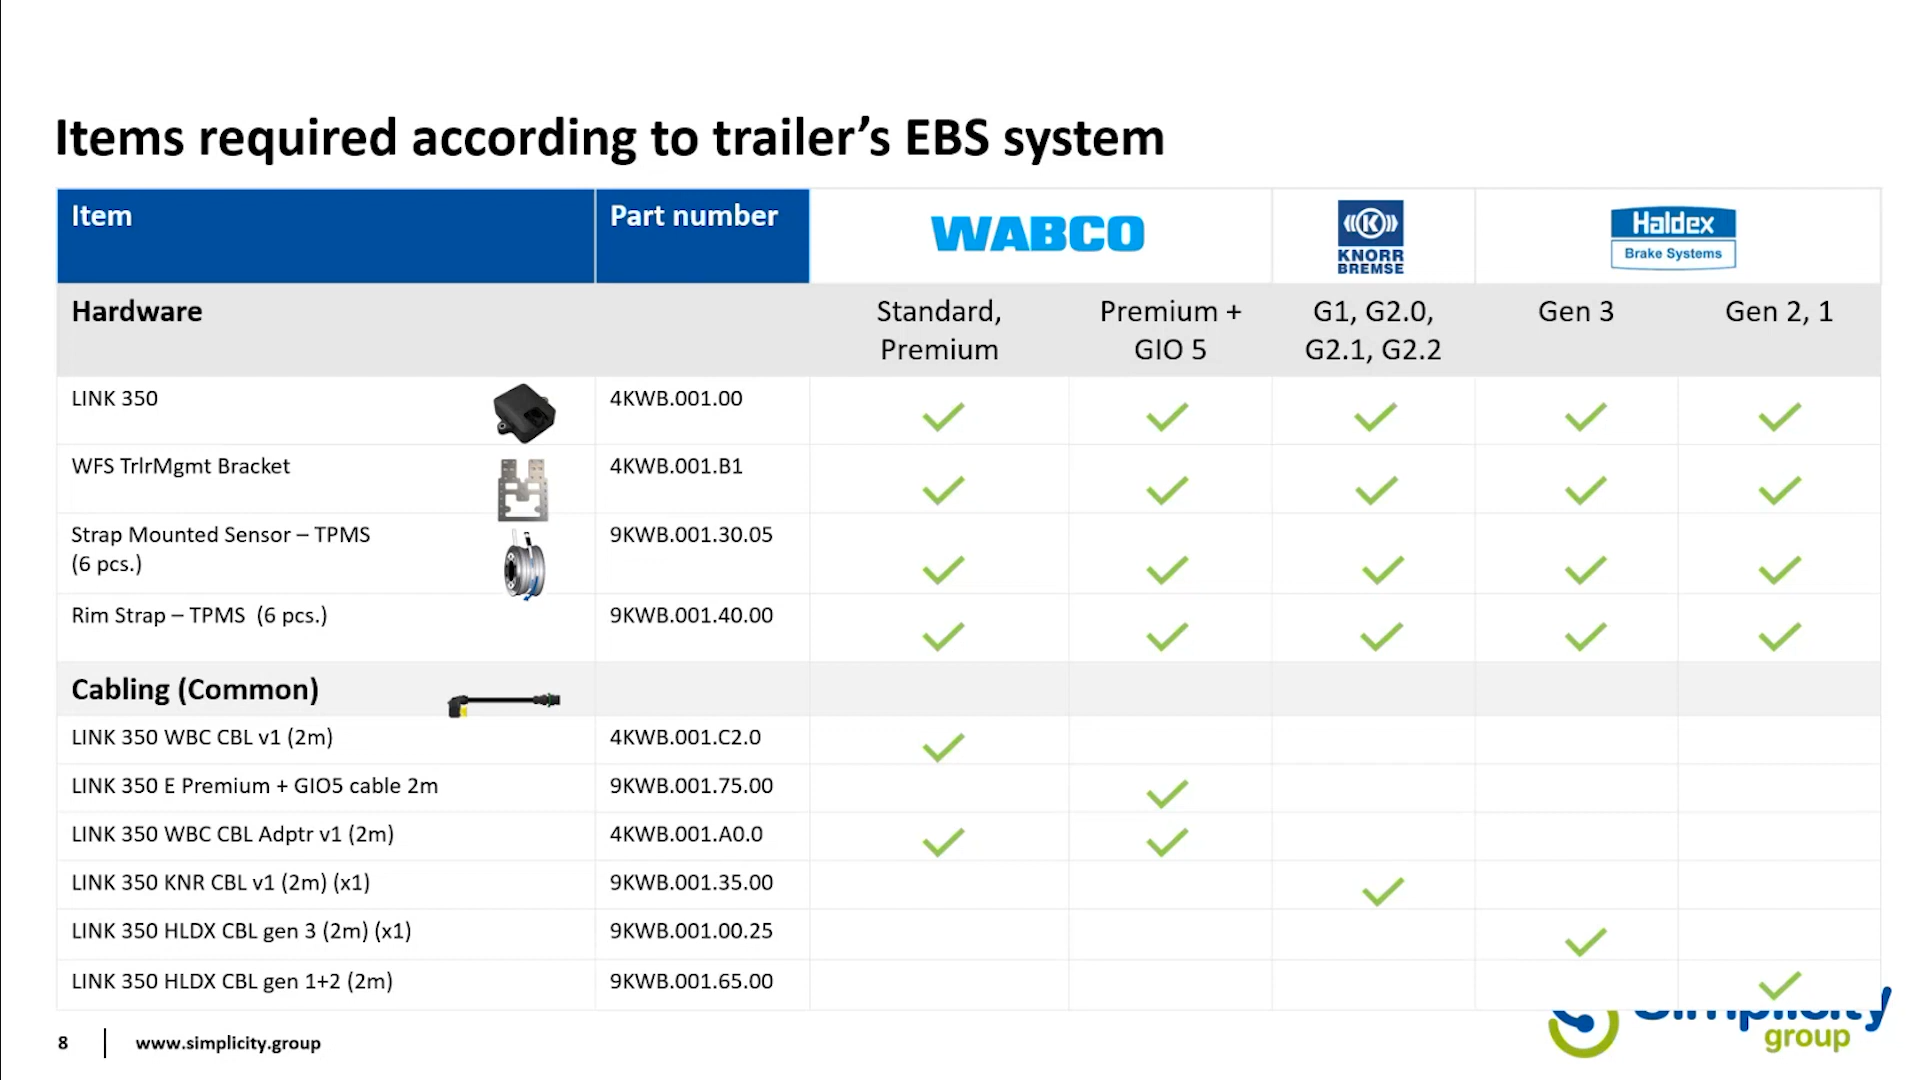 Items required according to trailer’s EBS system
Item
Part number
WABCO
KNORR
BREMSE
Haldex
Brake Systems
Hardware
Standard,
Premium
Premium +
GIO 5
G1, G2.0,
G2.1, G2.2
Gen 3
Gen 2, 1
LINK 350
4KWB.001.00
WFS TrlrMgmt Bracket
4KWB.001.B1
Strap Mounted Sensor – TPMS
(6 pcs.)
9KWB.001.30.05
Rim Strap – TPMS (6 pcs.)
9KWB.001.40.00
Cabling (Common)
LINK 350 WBC CBL v1 (2m)
4KWB.001.C2.0
LINK 350 E Premium + GIO5 cable 2m
9KWB.001.75.00
LINK 350 WBC CBL Adptr v1 (2m)
4KWB.001.A0.0
LINK 350 KNR CBL v1 (2m) (x1)
9KWB.001.35.00
LINK 350 HLDX CBL gen 3 (2m) (x1)
9KWB.001.00.25
LINK 350 HLDX CBL gen 1+2 (2m)
9KWB.001.65.00
8
www.simplicity.group
Simplicity
group